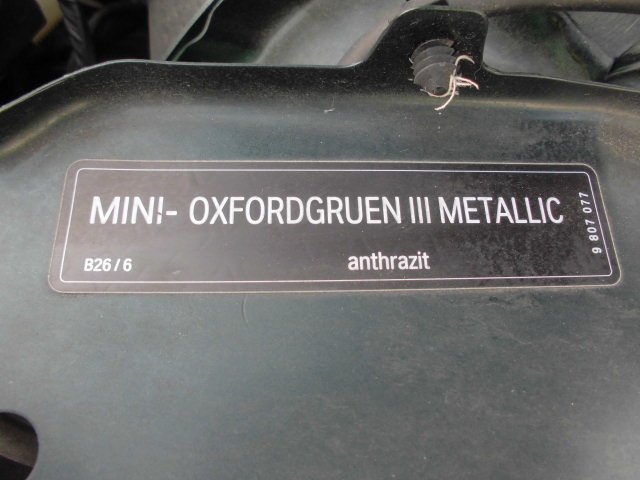 MINI- OXFORDGRUEN III METALLIC
B26 / 6
anthrazit
9 807 077